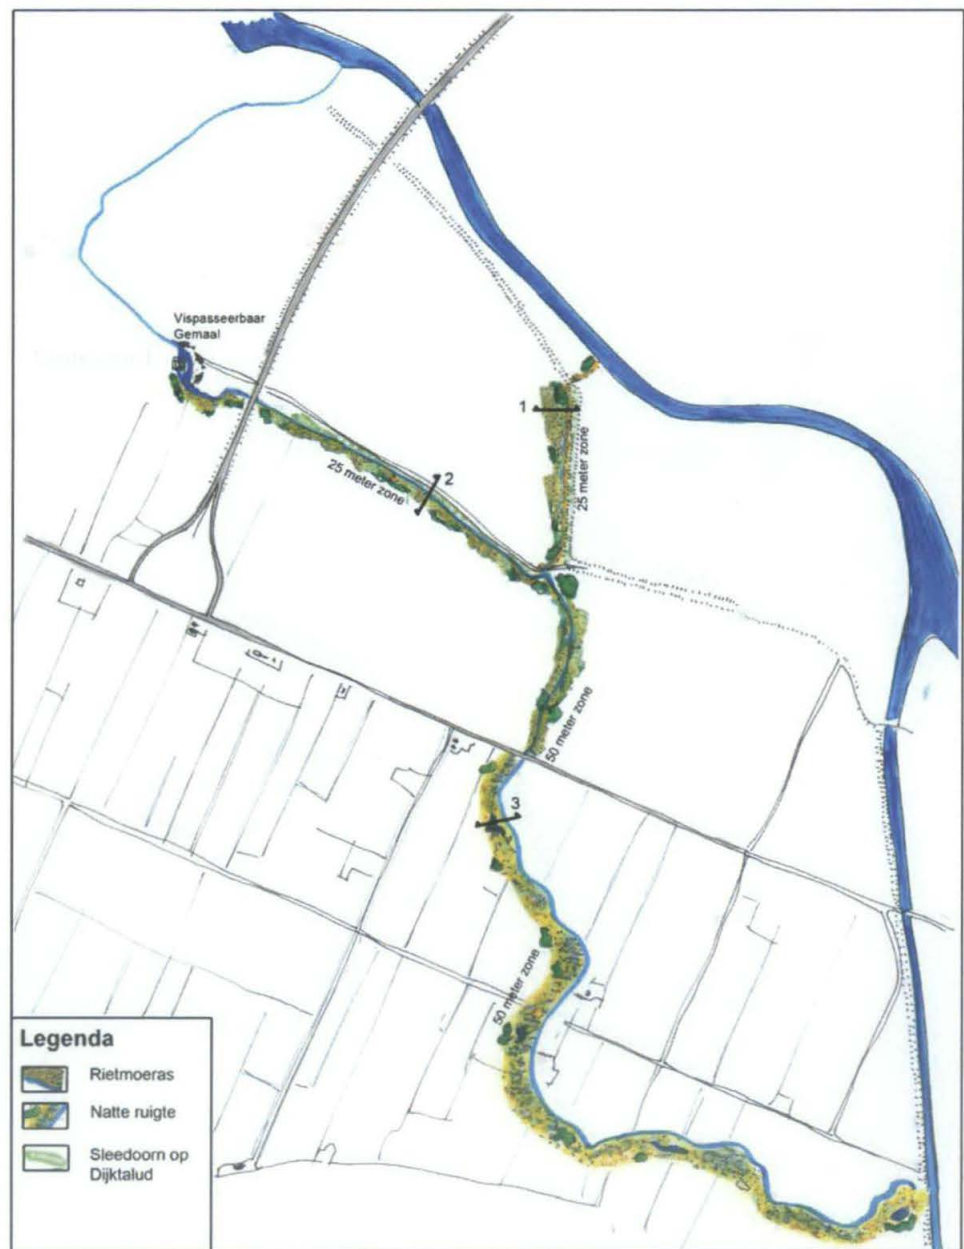 Vispasseerbaar
Gemaal
1
25 meter zone
2
25 meter zone
50 meter zone
3
50 meter zone
Legenda
Rietmoeras
Natte ruigte
Sleedoorn op
Dijktalud